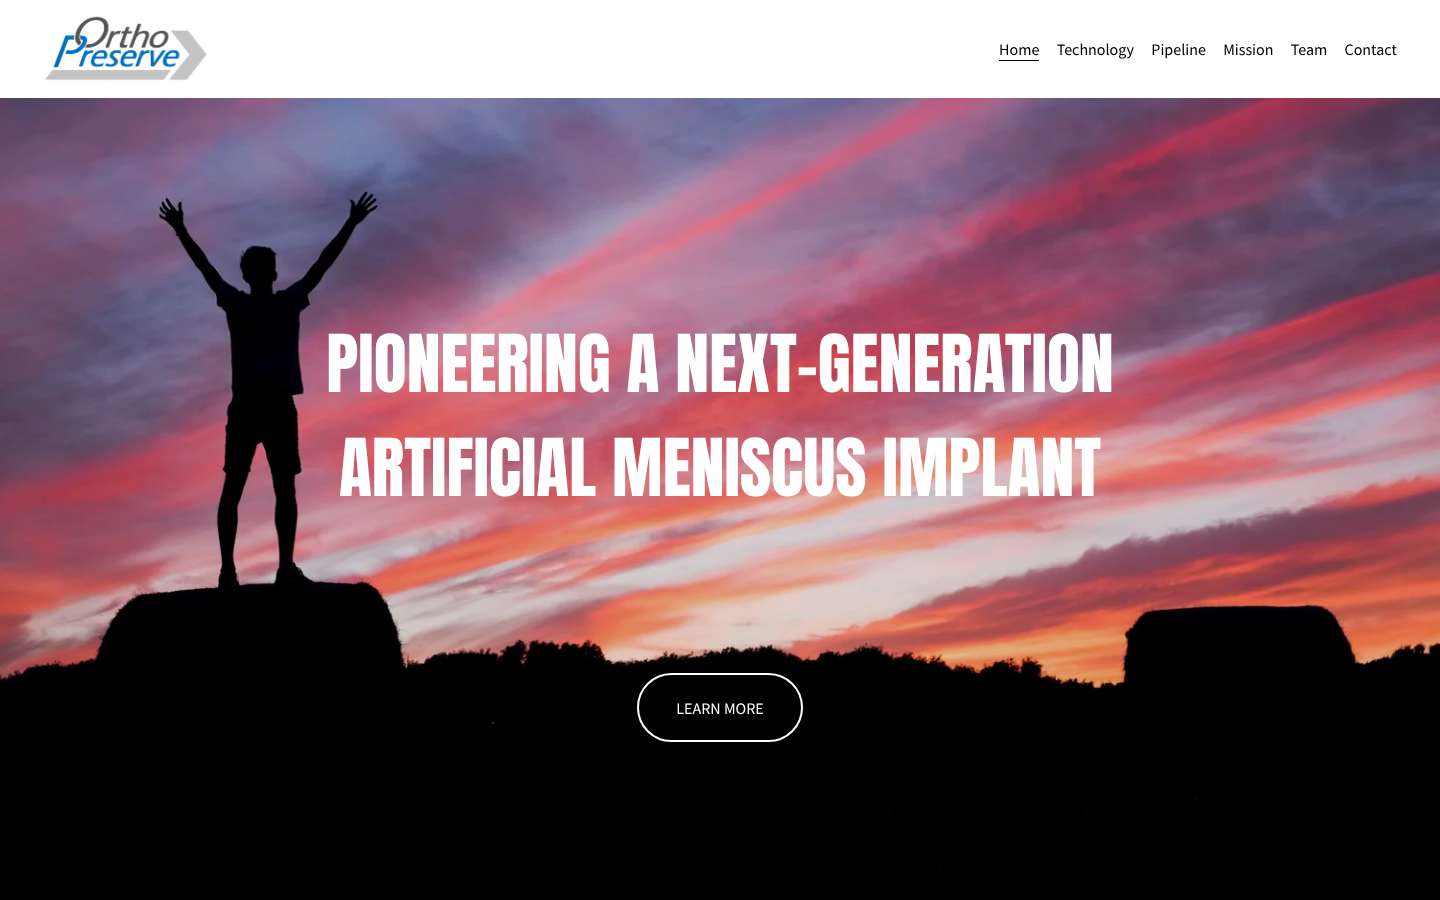 Ortho
Preserve
Home Technology Pipeline Mission Team Contact
PIONEERING A NEXT-GENERATION
ARTIFICIAL MENISCUS IMPLANT
LEARN MORE